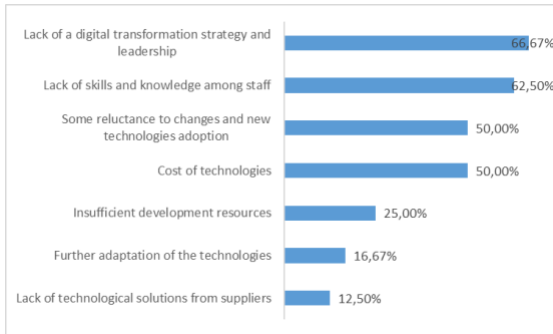 Lack of a digital transformation strategy and
leadership
66,67%
Lack of skills and knowledge among staff
62,50%
Some reluctance to changes and new
technologies adoption
50,00%
Cost of technologies
50,00%
Insufficient development resources
25,00%
Further adaptation of the technologies
16,67%
Lack of technological solutions from suppliers
12,50%